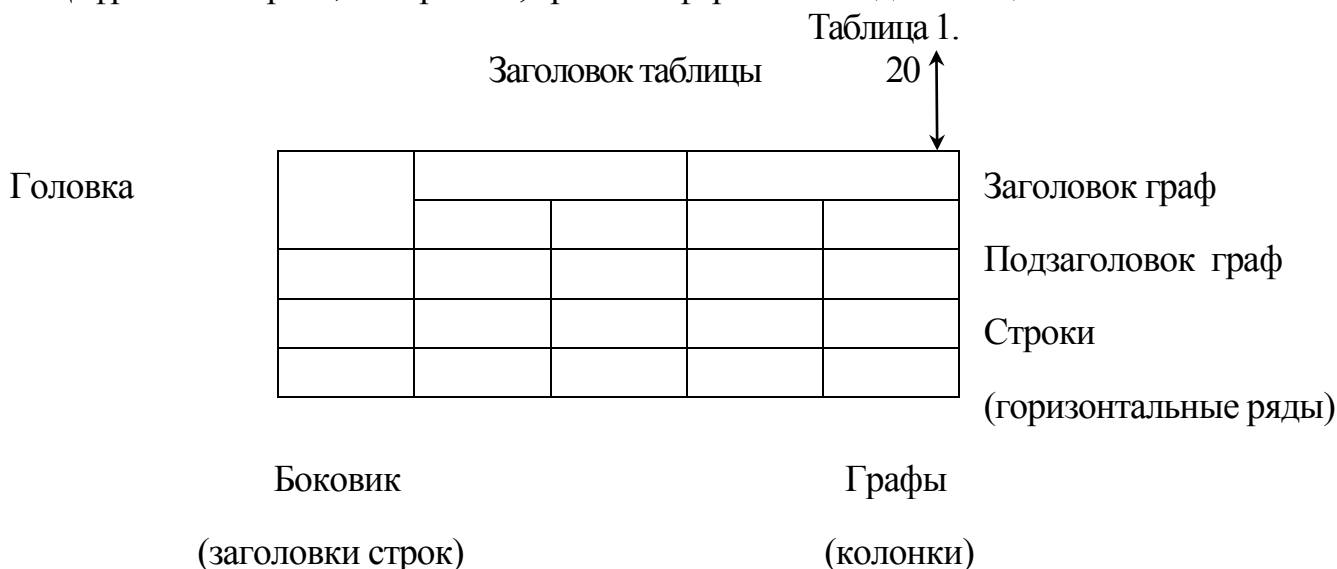 Таблица 1.
Заголовок таблицы 20
Головка
Заголовок граф
Подзаголовок граф
Строки
(горизонтальные ряды)
Боковик Графы
(заголовки строк) (колонки)